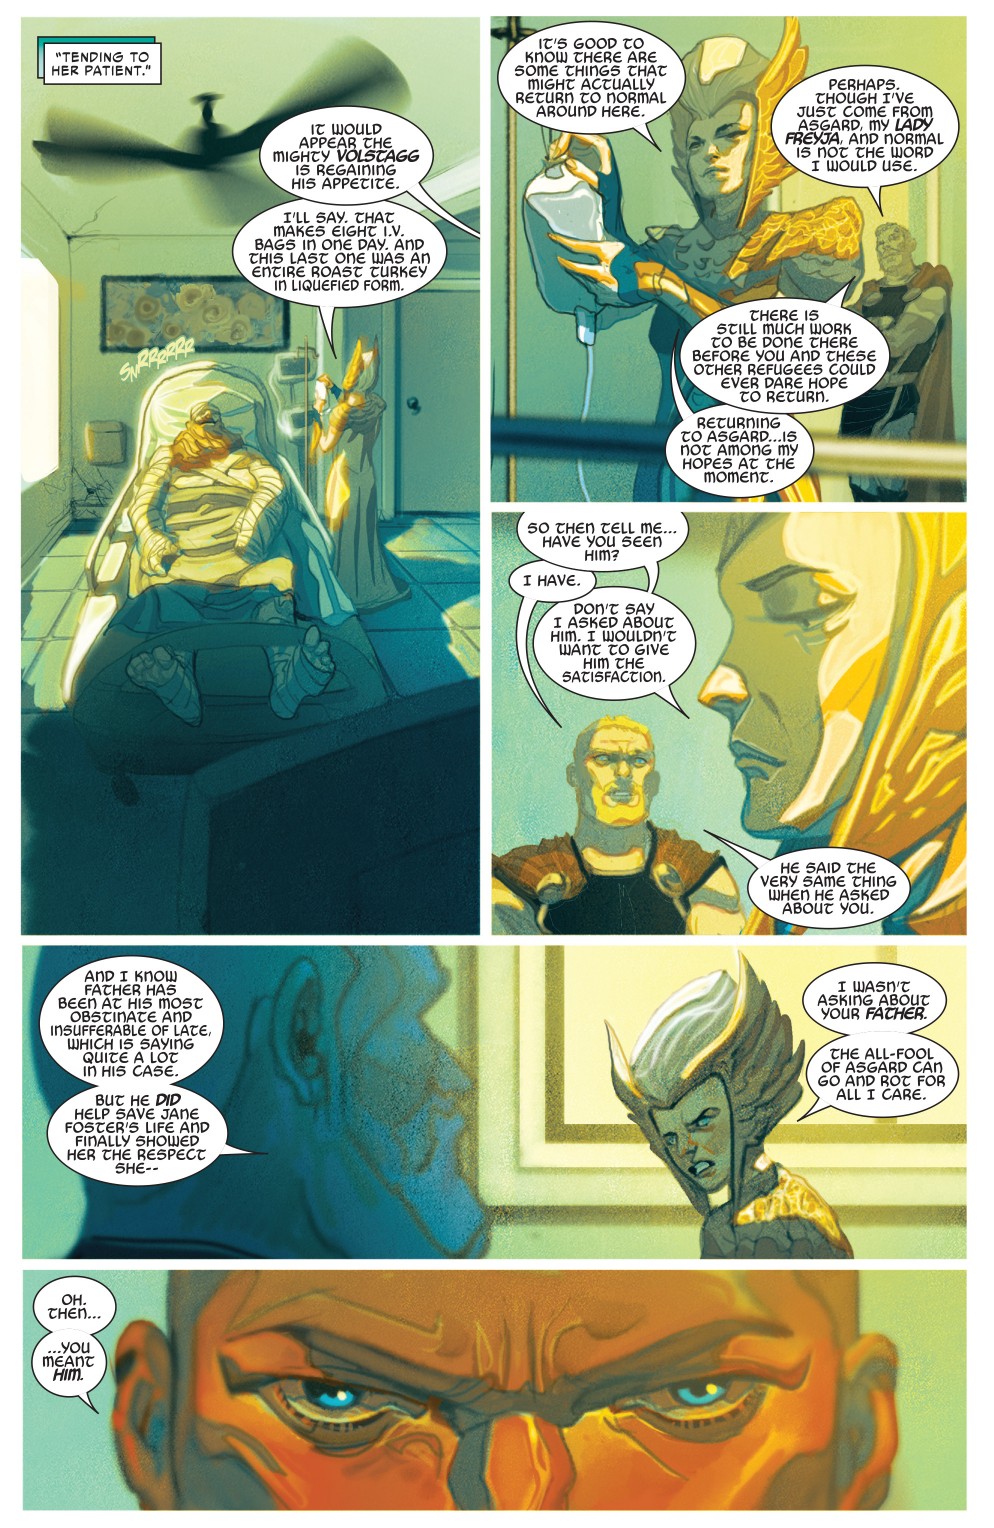 "TENDING TO
HER PATIENT."
IT WOULD
APPEAR THE
MIGHTY VOLSTAGG
IS REGAINING
HIS APPETITE.
I'LL SAY. THAT
MAKES EIGHT I.V.
BAGS IN ONE DAY. AND
THIS LAST ONE WAS AN
ENTIRE ROAST TURKEY
IN LIQUEFIED FORM.
SNRRRRRR
IT'S GOOD TO
KNOW THERE ARE
SOME THINGS THAT
MIGHT ACTUALLY
RETURN TO NORMAL
AROUND HERE.
PERHAPS.
THOUGH I'VE
JUST COME FROM
ASGARD, MY LADY
FREYJA, AND NORMAL
IS NOT THE WORD
I WOULD USE.
THERE IS
STILL MUCH WORK
TO BE DONE THERE
BEFORE YOU AND THESE
OTHER REFUGEES COULD
EVER DARE HOPE
TO RETURN.
RETURNING
TO ASGARD...IS
NOT AMONG MY
HOPES AT THE
MOMENT.
SO THEN TELL ME...
HAVE YOU SEEN
HIM?
I HAVE.
DON'T SAY
I ASKED ABOUT
HIM. I WOULDN'T
WANT TO GIVE
HIM THE
SATISFACTION.
HE SAID THE
VERY SAME THING
WHEN HE ASKED
ABOUT YOU.
AND I KNOW
FATHER HAS
BEEN AT HIS MOST
OBSTINATE AND
INSUFFERABLE OF LATE,
WHICH IS SAYING
QUITE A LOT
IN HIS CASE.
BUT HE DID
HELP SAVE JANE
FOSTER'S LIFE AND
FINALLY SHOWED
HER THE RESPECT
SHE--
I WASN'T
ASKING ABOUT
YOUR FATHER.
THE ALL-FOOL
OF ASGARD CAN
GO AND ROT FOR
ALL I CARE.
OH.
THEN...
...YOU
MEANT
HIM.